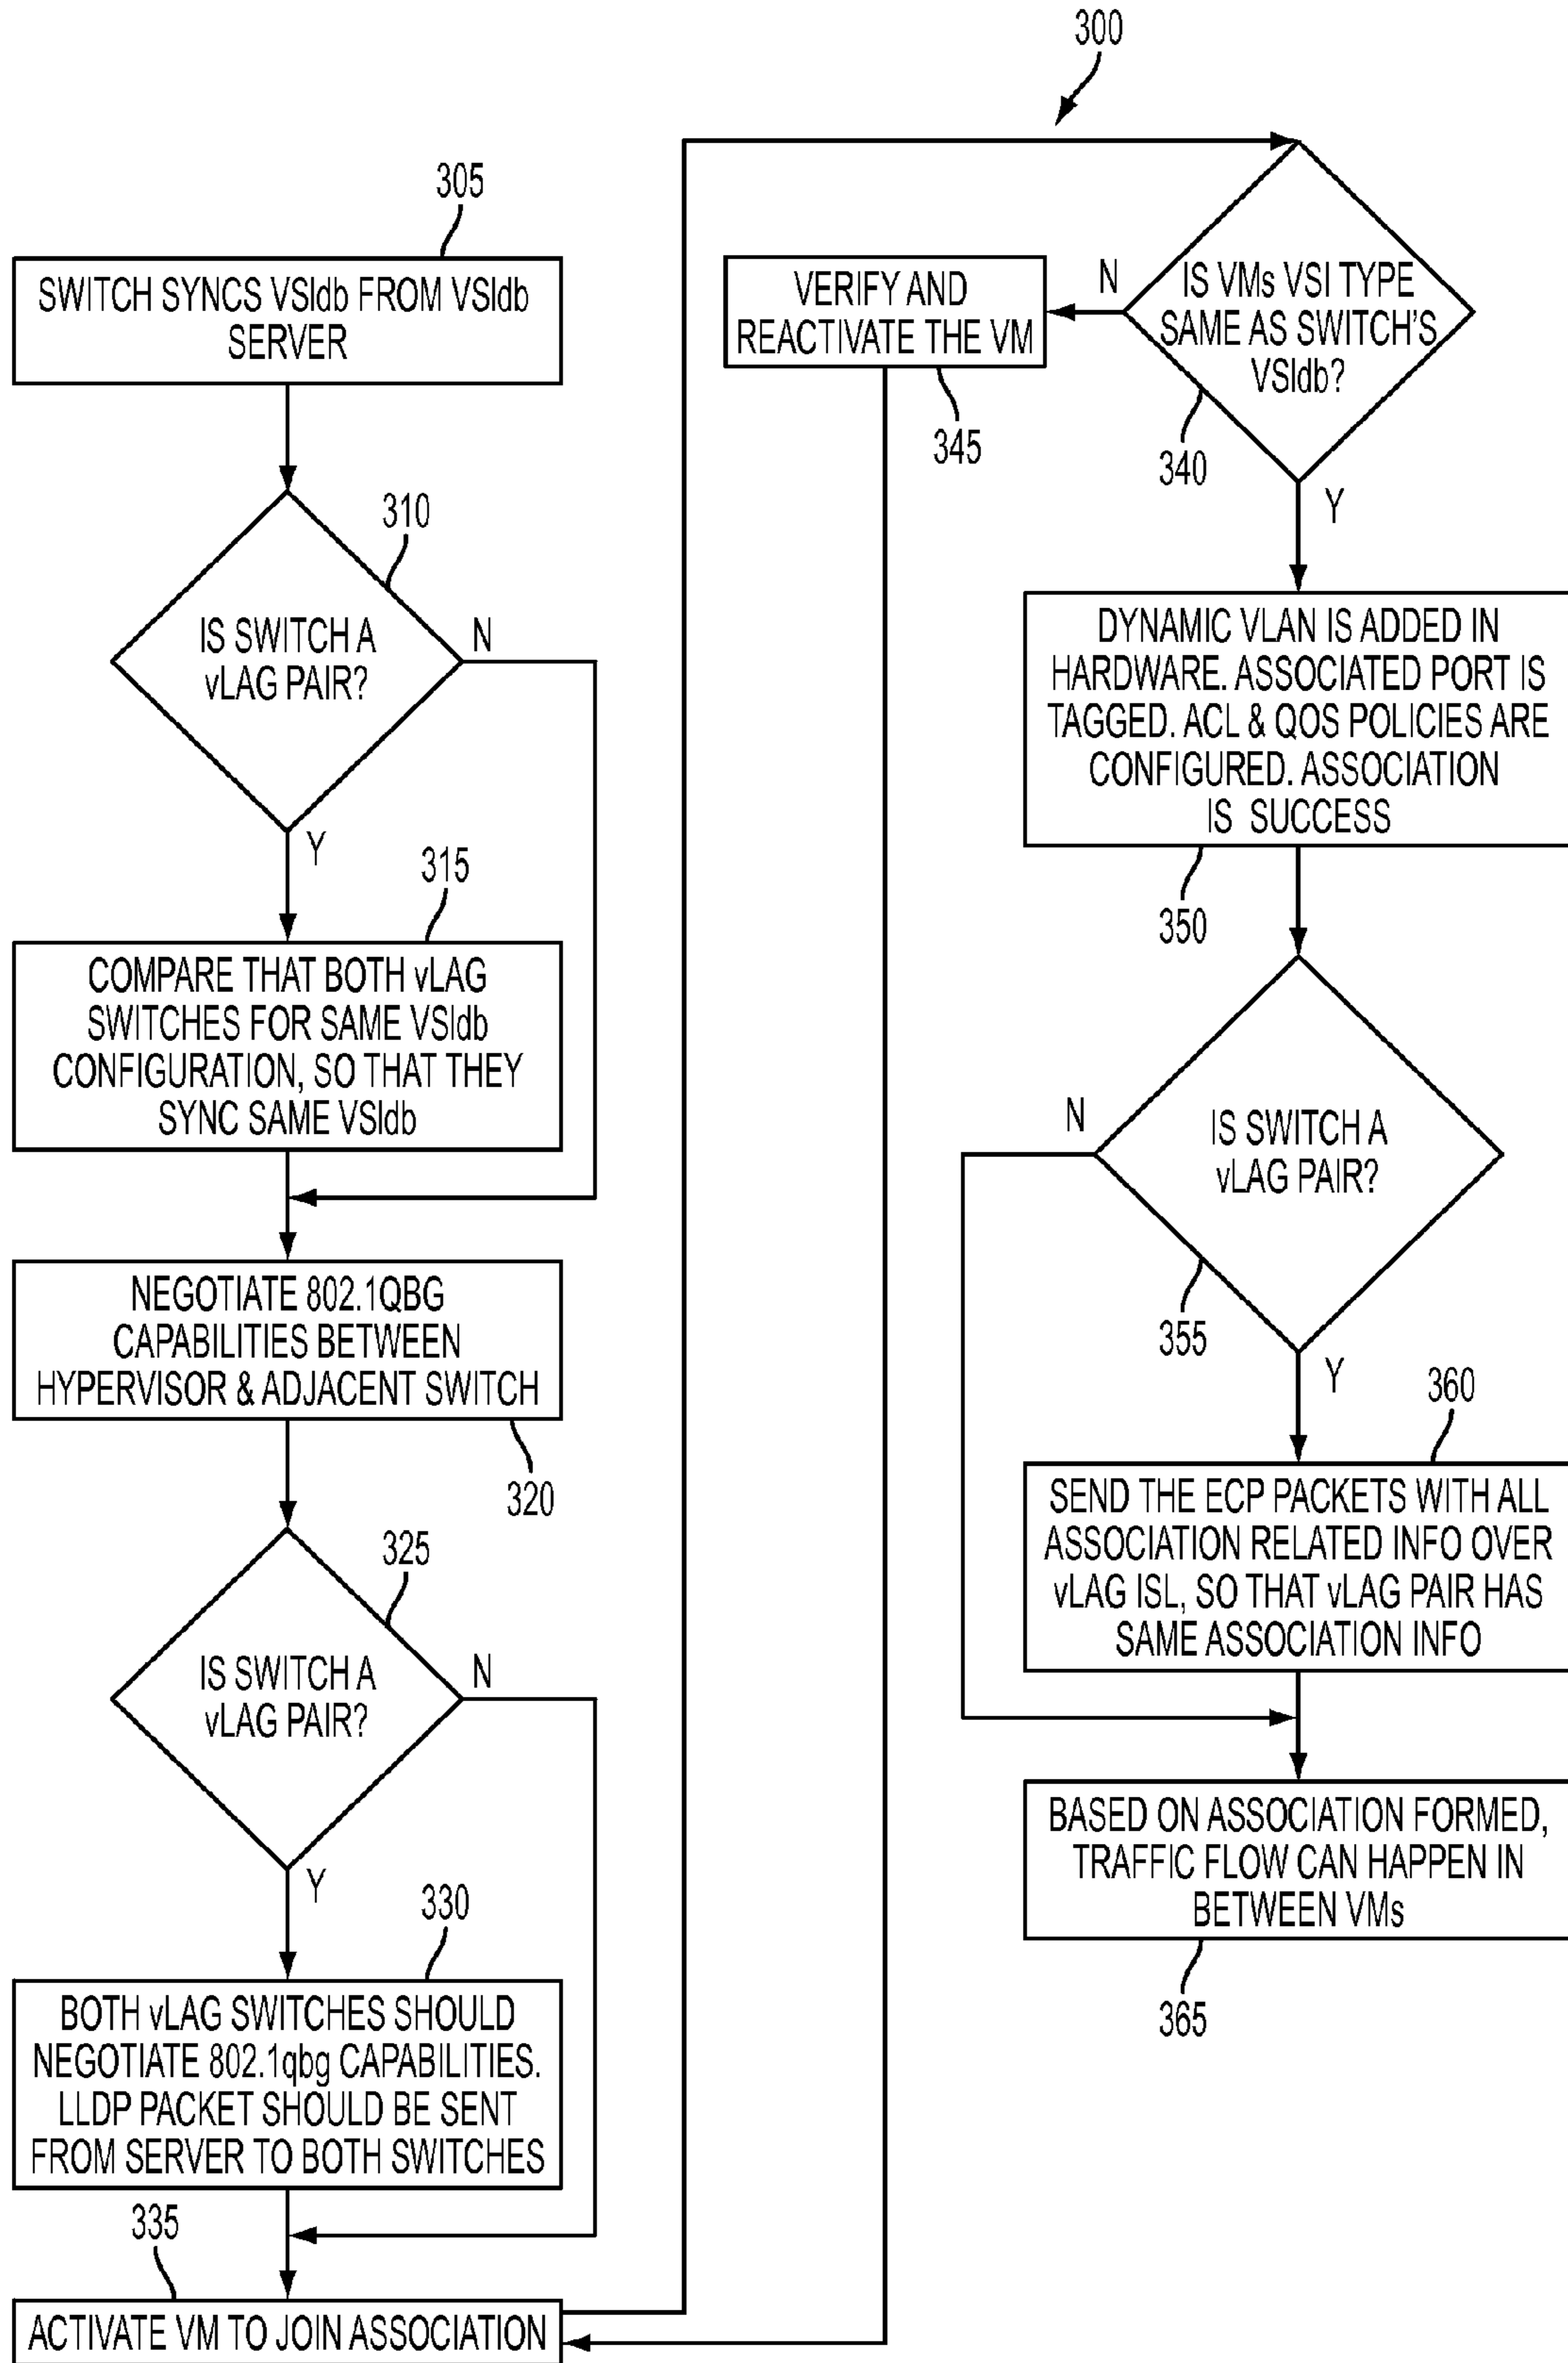 300
305
SWITCH SYNCS VSIdb FROM VSIdb
SERVER
310
IS SWITCH A
vLAG PAIR?
N
Y
315
COMPARE THAT BOTH vLAG
SWITCHES FOR SAME VSIdb
CONFIGURATION, SO THAT THEY
SYNC SAME VSIdb
NEGOTIATE 802.1QBG
CAPABILITIES BETWEEN
HYPERVISOR & ADJACENT SWITCH
320
325
IS SWITCH A
vLAG PAIR?
N
Y
330
BOTH vLAG SWITCHES SHOULD
NEGOTIATE 802.1qbg CAPABILITIES.
LLDP PACKET SHOULD BE SENT
FROM SERVER TO BOTH SWITCHES
335
ACTIVATE VM TO JOIN ASSOCIATION
IS VMs VSI TYPE
SAME AS SWITCH'S
VSIdb?
340
N
VERIFY AND
REACTIVATE THE VM
345
Y
DYNAMIC VLAN IS ADDED IN
HARDWARE. ASSOCIATED PORT IS
TAGGED. ACL & QOS POLICIES ARE
CONFIGURED. ASSOCIATION
IS SUCCESS
350
IS SWITCH A
vLAG PAIR?
N
355
Y
360
SEND THE ECP PACKETS WITH ALL
ASSOCIATION RELATED INFO OVER
vLAG ISL, SO THAT vLAG PAIR HAS
SAME ASSOCIATION INFO
BASED ON ASSOCIATION FORMED,
TRAFFIC FLOW CAN HAPPEN IN
BETWEEN VMs
365